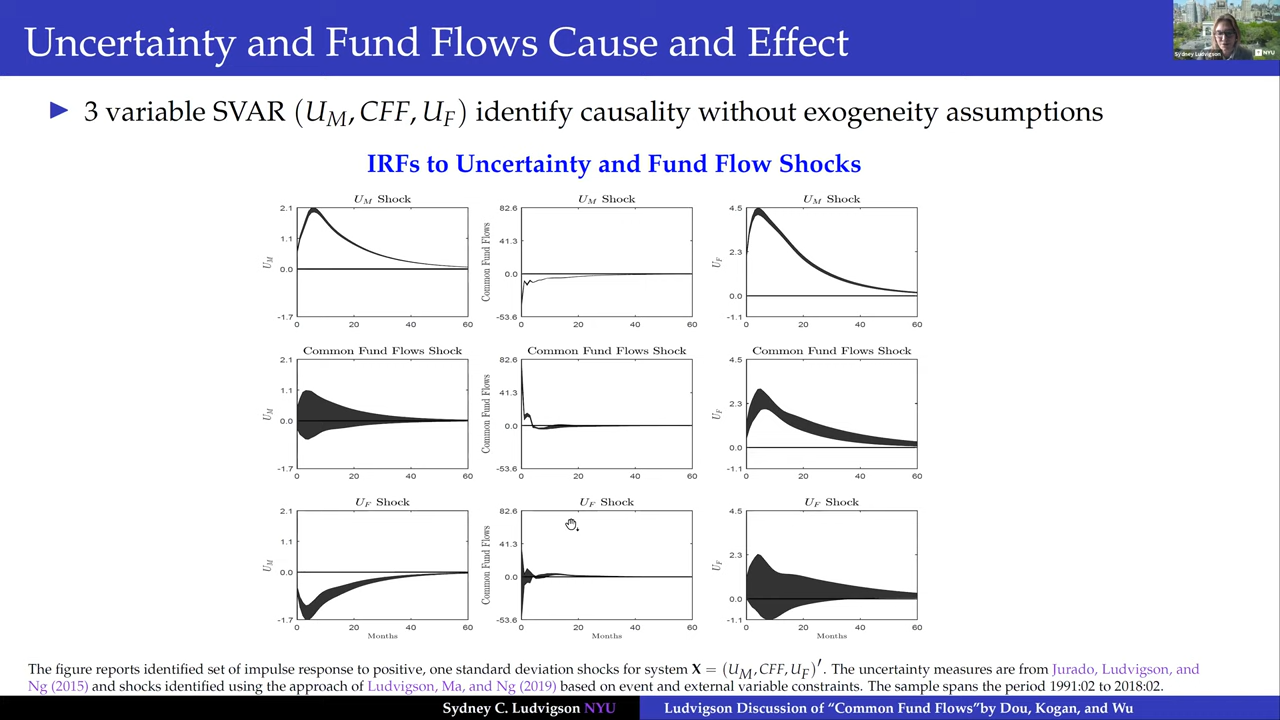 Uncertainty and Fund Flows Cause and Effect
Sydney Ludvigson
NYU
▶ 3 variable SVAR (U_M, CFF, U_F) identify causality without exogeneity assumptions
IRFs to Uncertainty and Fund Flow Shocks
U_M Shock
2.1
1.1
0.0
-1.7
U_M
0 20 40 60
U_M Shock
82.6
41.3
0.0
-53.6
Common Fund Flows
0 20 40 60
U_M Shock
4.5
2.3
0.0
-1.1
U_F
0 20 40 60
Common Fund Flows Shock
2.1
1.1
0.0
-1.7
U_M
0 20 40 60
Common Fund Flows Shock
82.6
41.3
0.0
-53.6
Common Fund Flows
0 20 40 60
Common Fund Flows Shock
4.5
2.3
0.0
-1.1
U_F
0 20 40 60
U_F Shock
2.1
1.1
0.0
-1.7
U_M
0 20 40 60
Months
U_F Shock
82.6
41.3
0.0
-53.6
Common Fund Flows
0 20 40 60
Months
U_F Shock
4.5
2.3
0.0
-1.1
U_F
0 20 40 60
Months
The figure reports identified set of impulse response to positive, one standard deviation shocks for system X = (U_M, CFF, U_F)′. The uncertainty measures are from Jurado, Ludvigson, and
Ng (2015) and shocks identified using the approach of Ludvigson, Ma, and Ng (2019) based on event and external variable constraints. The sample spans the period 1991:02 to 2018:02.
Sydney C. Ludvigson NYU
Ludvigson Discussion of “Common Fund Flows”by Dou, Kogan, and Wu